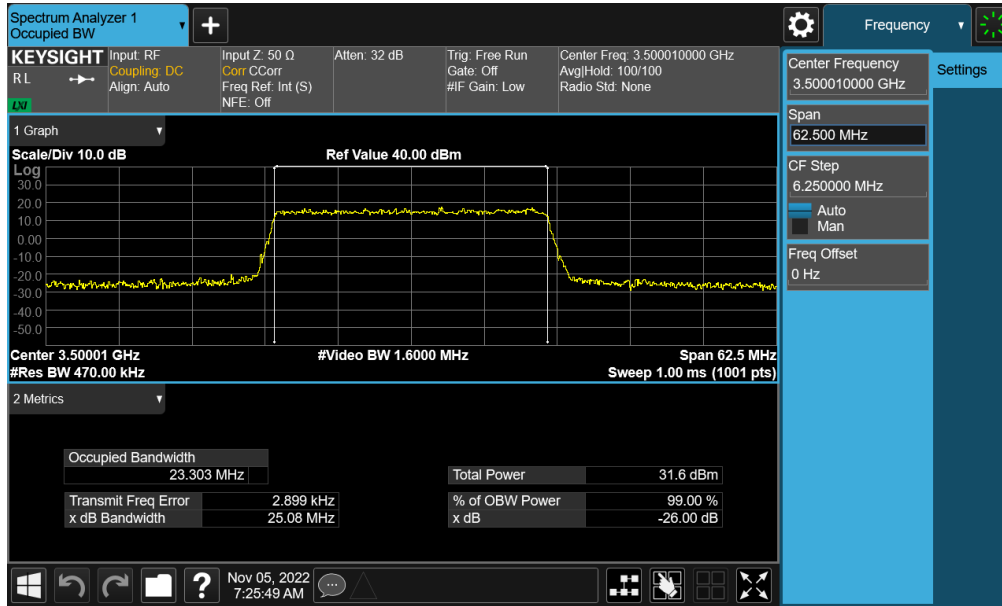 Spectrum Analyzer 1
Occupied BW
+
Frequency
KEYSIGHT
R L
LXI
Input: RF
Coupling: DC
Align: Auto
Input Z: 50 Ω
Corr CCorr
Freq Ref: Int (S)
NFE: Off
Atten: 32 dB
Trig: Free Run
Gate: Off
#IF Gain: Low
Center Freq: 3.500010000 GHz
Avg|Hold: 100/100
Radio Std: None
Center Frequency
3.500010000 GHz
Settings
Span
62.500 MHz
CF Step
6.250000 MHz
Auto
Man
Freq Offset
0 Hz
1 Graph
Scale/Div 10.0 dB
Ref Value 40.00 dBm
Log
30.0
20.0
10.0
0.00
-10.0
-20.0
-30.0
-40.0
-50.0
Center 3.50001 GHz
#Video BW 1.6000 MHz
Span 62.5 MHz
#Res BW 470.00 kHz
Sweep 1.00 ms (1001 pts)
2 Metrics
Occupied Bandwidth
23.303 MHz
Total Power 31.6 dBm
Transmit Freq Error 2.899 kHz
% of OBW Power 99.00 %
x dB Bandwidth 25.08 MHz
x dB -26.00 dB
?
Nov 05, 2022
7:25:49 AM